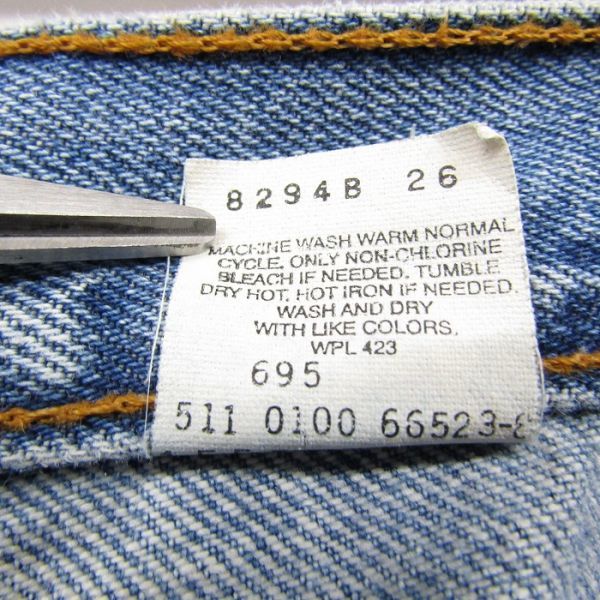 8294B 26
MACHINE WASH WARM NORMAL
CYCLE. ONLY NON-CHLORINE
BLEACH IF NEEDED. TUMBLE
DRY HOT. HOT IRON IF NEEDED.
WASH AND DRY
WITH LIKE COLORS.
WPL 423
695
511 0100 66523-